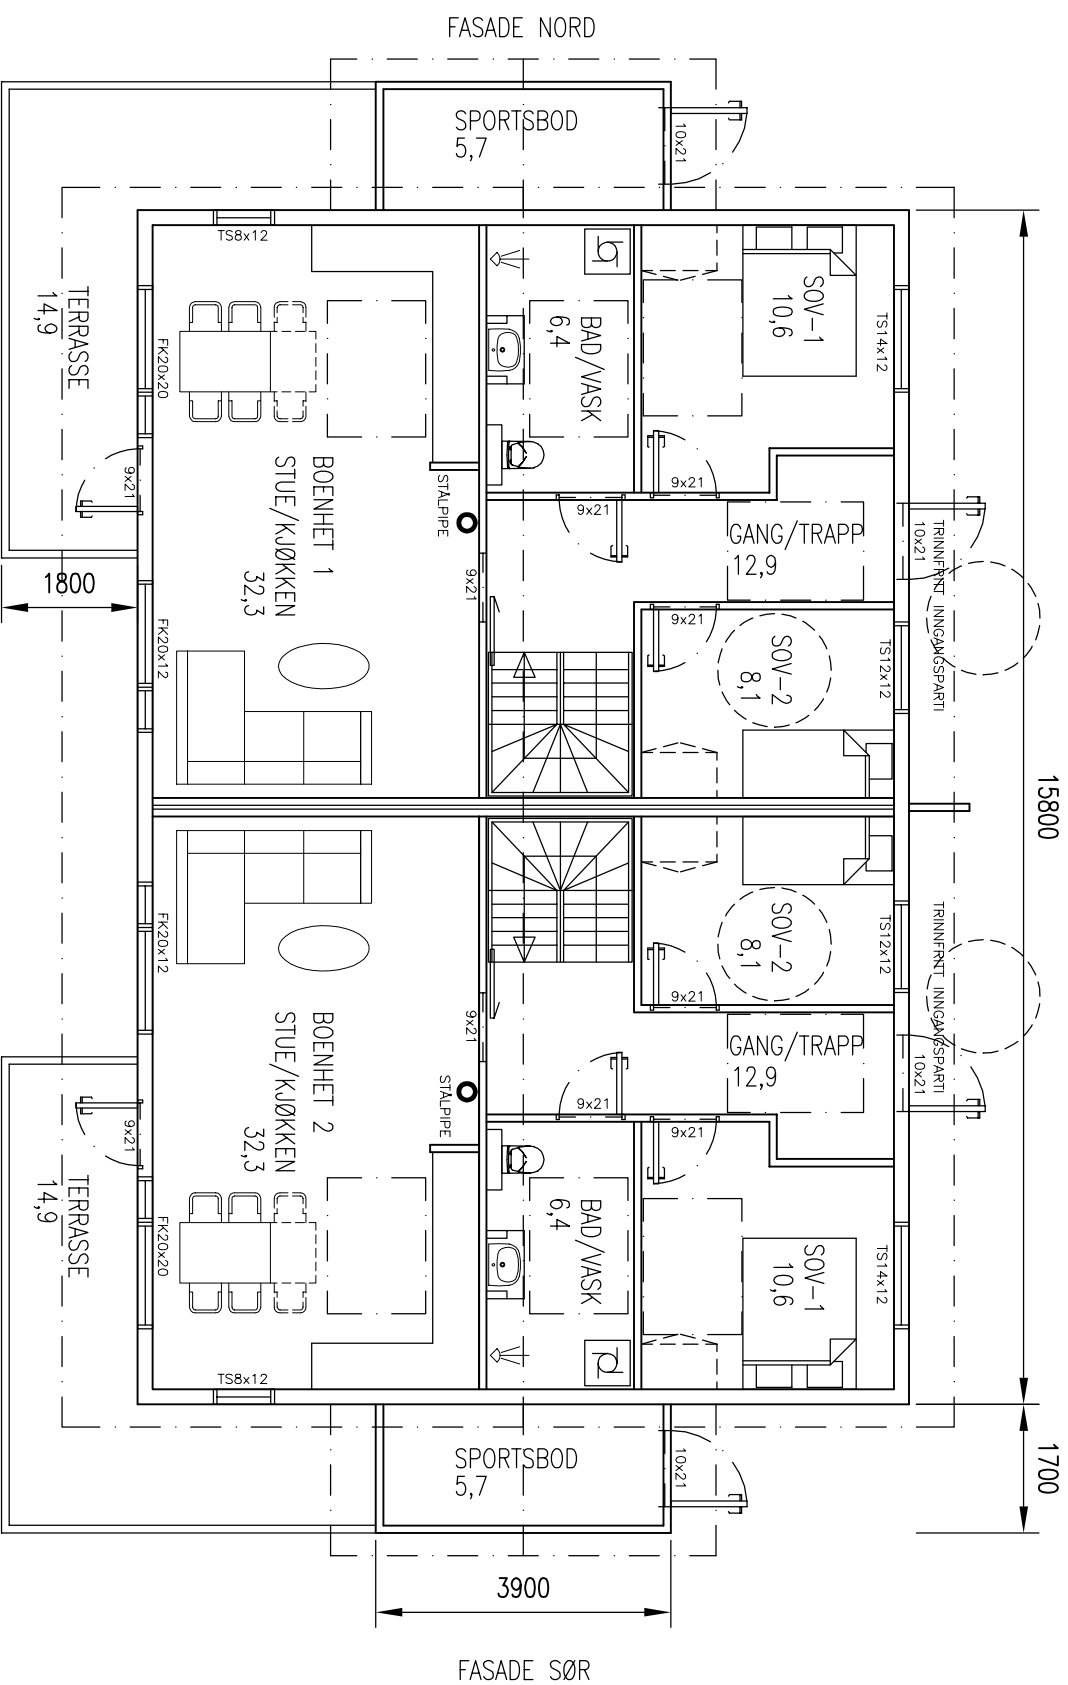 FASADE NORD
SPORTSBOD
5,7
10x21
TS8x12
TERRASSE
14,9
FK20x20
9x21
BOENHET 1
STUE/KJØKKEN
32,3
STÅLPIPE
9x21
BAD/VASK
6,4
9x21
SOV-1
10,6
TS14x12
9x21
GANG/TRAPP
12,9
10x21
TRINNFRITT INNGANGSPARTI
9x21
SOV-2
8,1
TS12x12
FK20x12
1800
15800
FK20x12
SOV-2
8,1
TS12x12
9x21
TRINNFRITT INNGANGSPARTI
10x21
GANG/TRAPP
12,9
9x21
STÅLPIPE
BOENHET 2
STUE/KJØKKEN
32,3
9x21
9x21
9x21
BAD/VASK
6,4
SOV-1
10,6
TS14x12
TERRASSE
14,9
FK20x20
TS8x12
SPORTSBOD
5,7
10x21
1700
3900
FASADE SØR